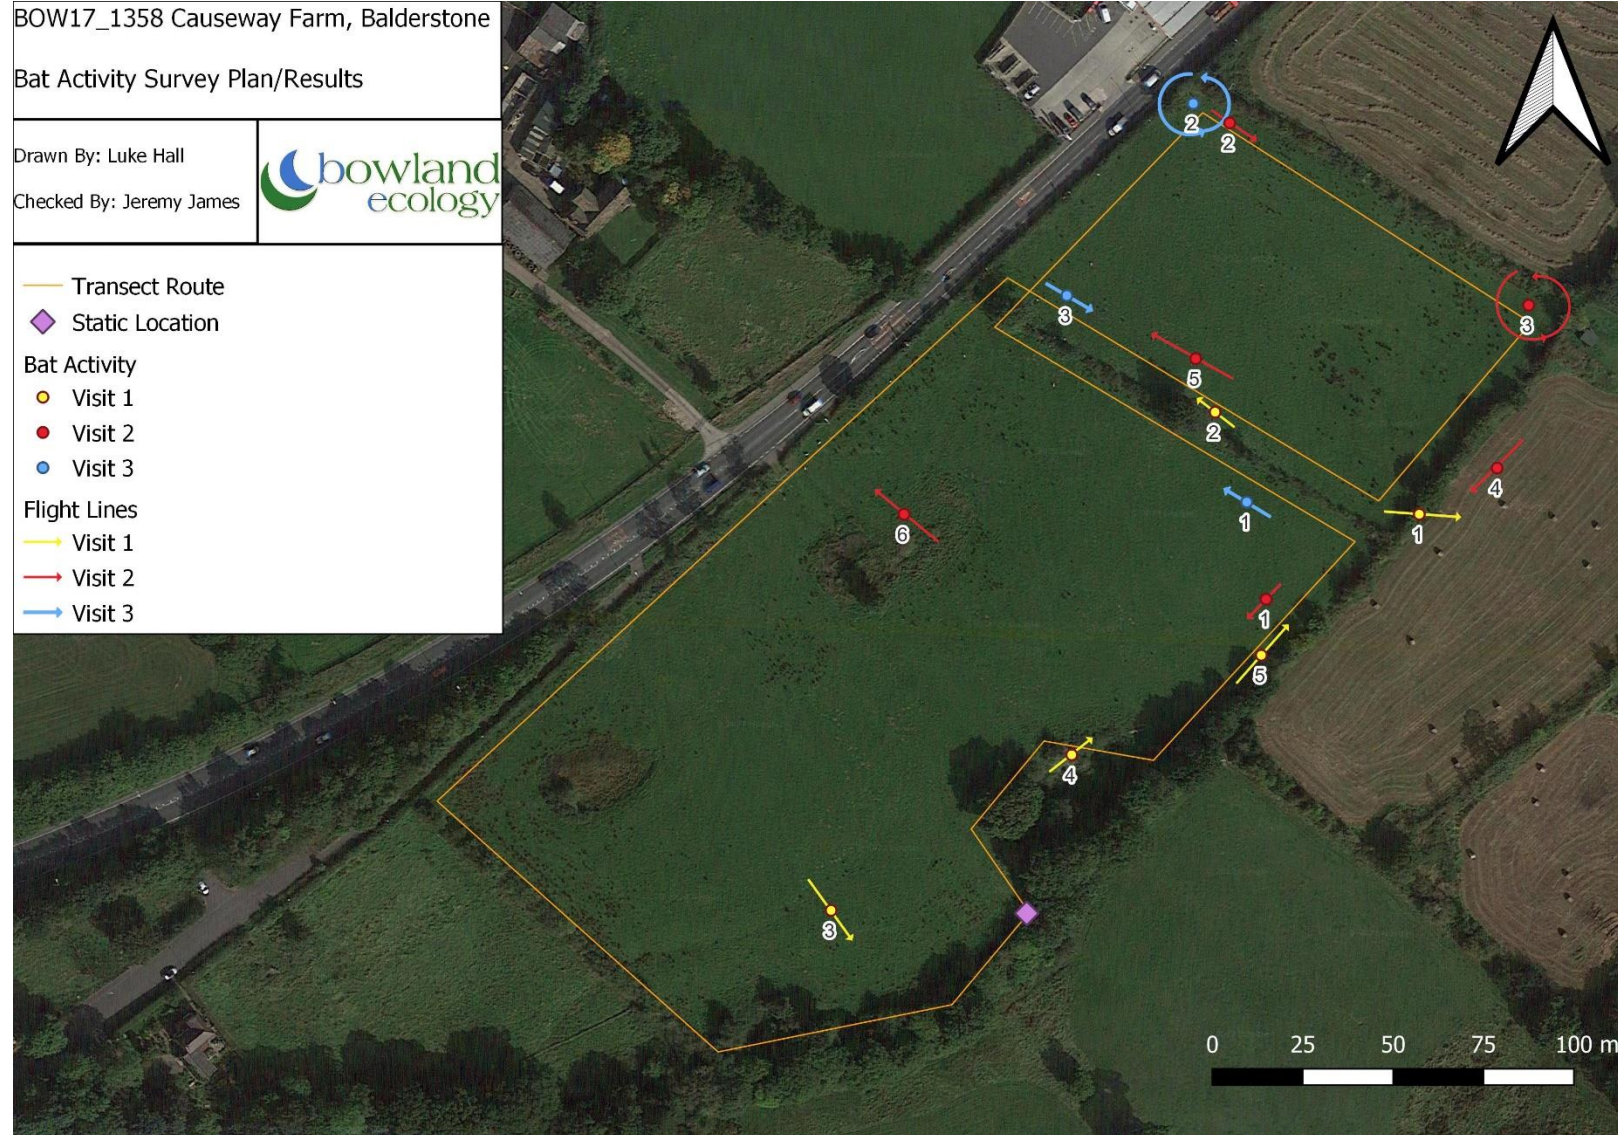 BOW17_1358 Causeway Farm, Balderstone
Bat Activity Survey Plan/Results
Drawn By: Luke Hall
Checked By: Jeremy James
bowland
ecology
Transect Route
Static Location
Bat Activity
Visit 1
Visit 2
Visit 3
Flight Lines
Visit 1
Visit 2
Visit 3
2
2
3
3
5
2
4
1
6
1
1
5
4
3
0 25 50 75 100 m